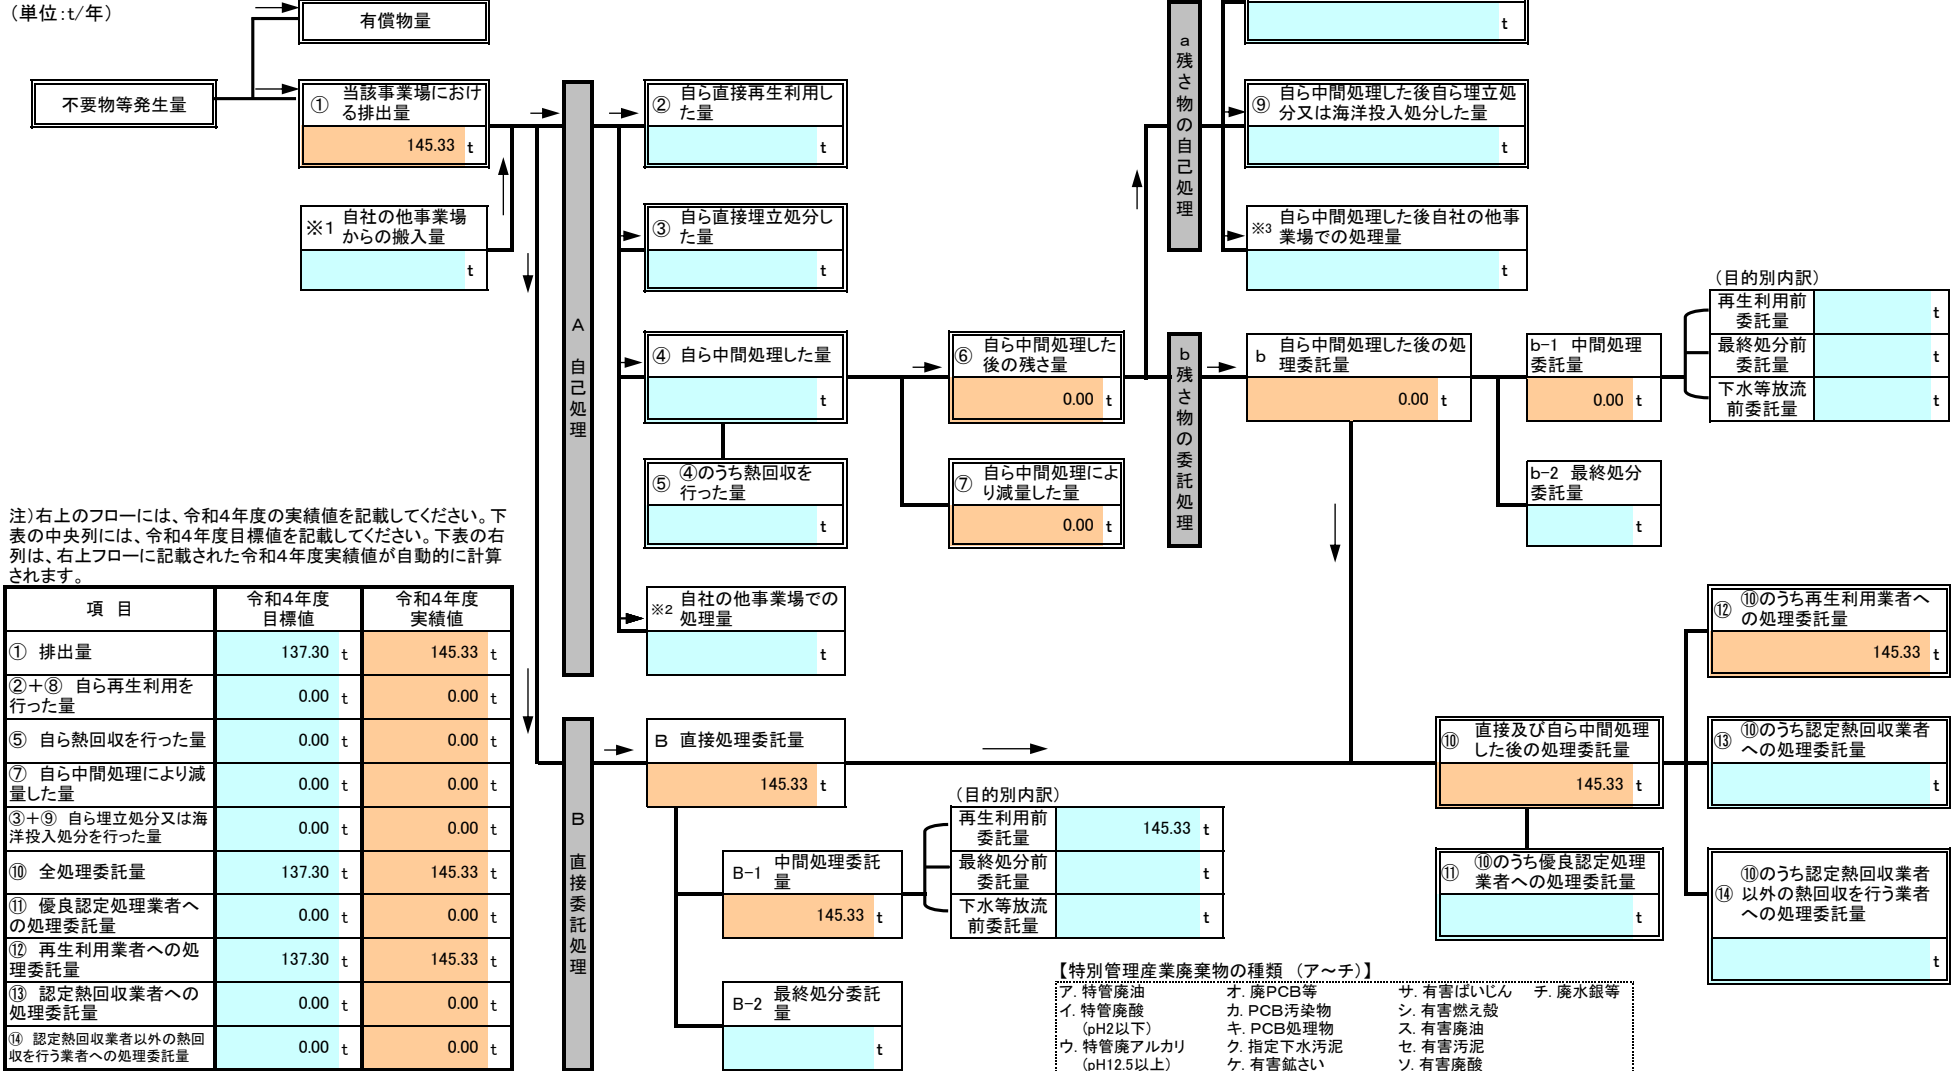 (単位:t/年)
有償物量
t
不要物等発生量
① 当該事業場におけ
る排出量
145.33 t
※1 自社の他事業場
からの搬入量
t
A 自己処理
② 自ら直接再生利用し
た量
t
③ 自ら直接埋立処分し
た量
t
④ 自ら中間処理した量
t
⑤ ④のうち熱回収を
行った量
t
※2 自社の他事業場での
処理量
t
⑥ 自ら中間処理した
後の残さ量
0.00 t
⑦ 自ら中間処理によ
り減量した量
0.00 t
a 残さ物の自己処理
⑨ 自ら中間処理した後自ら埋立処
分又は海洋投入処分した量
t
※3 自ら中間処理した後自社の他事
業場での処理量
t
b 残さ物の委託処理
b 自ら中間処理した後の処
理委託量
0.00 t
b-1 中間処理
委託量
0.00 t
b-2 最終処分
委託量
t
(目的別内訳)
再生利用前
委託量 t
最終処分前
委託量 t
下水等放流
前委託量 t
注)右上のフローには、令和4年度の実績値を記載してください。下
表の中央列には、令和4年度目標値を記載してください。下表の右
列は、右上フローに記載された令和4年度実績値が自動的に計算
されます。
項 目 令和4年度
目標値 令和4年度
実績値
① 排出量 137.30 t 145.33 t
②+⑧ 自ら再生利用を
行った量 0.00 t 0.00 t
⑤ 自ら熱回収を行った量 0.00 t 0.00 t
⑦ 自ら中間処理により減
量した量 0.00 t 0.00 t
③+⑨ 自ら埋立処分又は海
洋投入処分を行った量 0.00 t 0.00 t
⑩ 全処理委託量 137.30 t 145.33 t
⑪ 優良認定処理業者へ
の処理委託量 0.00 t 0.00 t
⑫ 再生利用業者への処
理委託量 137.30 t 145.33 t
⑬ 認定熱回収業者への
処理委託量 0.00 t 0.00 t
⑭ 認定熱回収業者以外の熱回
収を行う業者への処理委託量 0.00 t 0.00 t
B 直接委託処理
B 直接処理委託量
145.33 t
B-1 中間処理委託
量
145.33 t
B-2 最終処分委託
量
t
(目的別内訳)
再生利用前
委託量 145.33 t
最終処分前
委託量 t
下水等放流
前委託量 t
⑩ 直接及び自ら中間処理
した後の処理委託量
145.33 t
⑪ ⑩のうち優良認定処理
業者への処理委託量
t
⑫ ⑩のうち再生利用業者へ
の処理委託量
145.33 t
⑬ ⑩のうち認定熱回収業者
への処理委託量
t
⑭ ⑩のうち認定熱回収業者
以外の熱回収を行う業者
への処理委託量
t
【特別管理産業廃棄物の種類 (ア~チ)】
ア. 特管廃油 オ. 廃PCB等 サ. 有害ばいじん チ. 廃水銀等
イ. 特管廃酸 カ. PCB汚染物 シ. 有害燃え殻
(pH2以下) キ. PCB処理物 ス. 有害廃油
ウ. 特管廃アルカリ ク. 指定下水汚泥 セ. 有害汚泥
(pH12.5以上) ケ. 有害鉱さい ソ. 有害廃酸